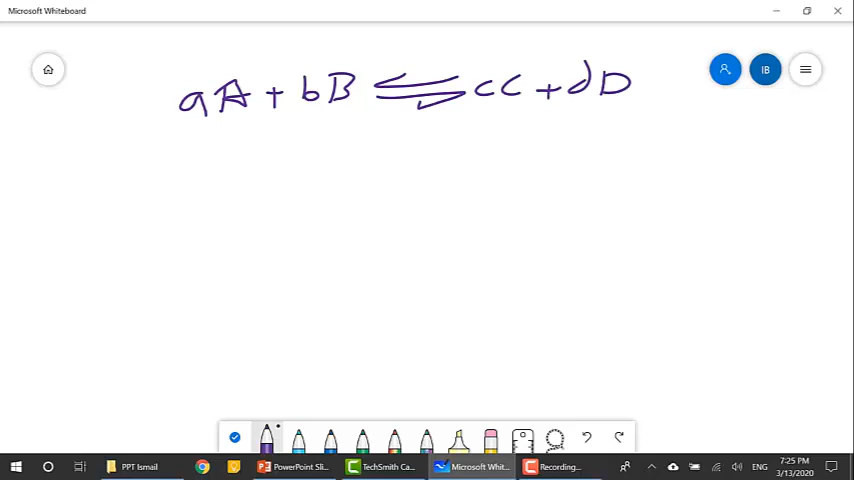 Microsoft Whiteboard
IB
aA + bB ⇌ cC + dD
PPT Ismail
PowerPoint Sli...
TechSmith Ca...
Microsoft Whit...
Recording...
ENG
7:25 PM
3/13/2020